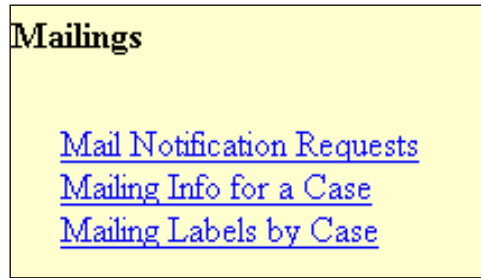 Mailings
Mail Notification Requests
Mailing Info for a Case
Mailing Labels by Case